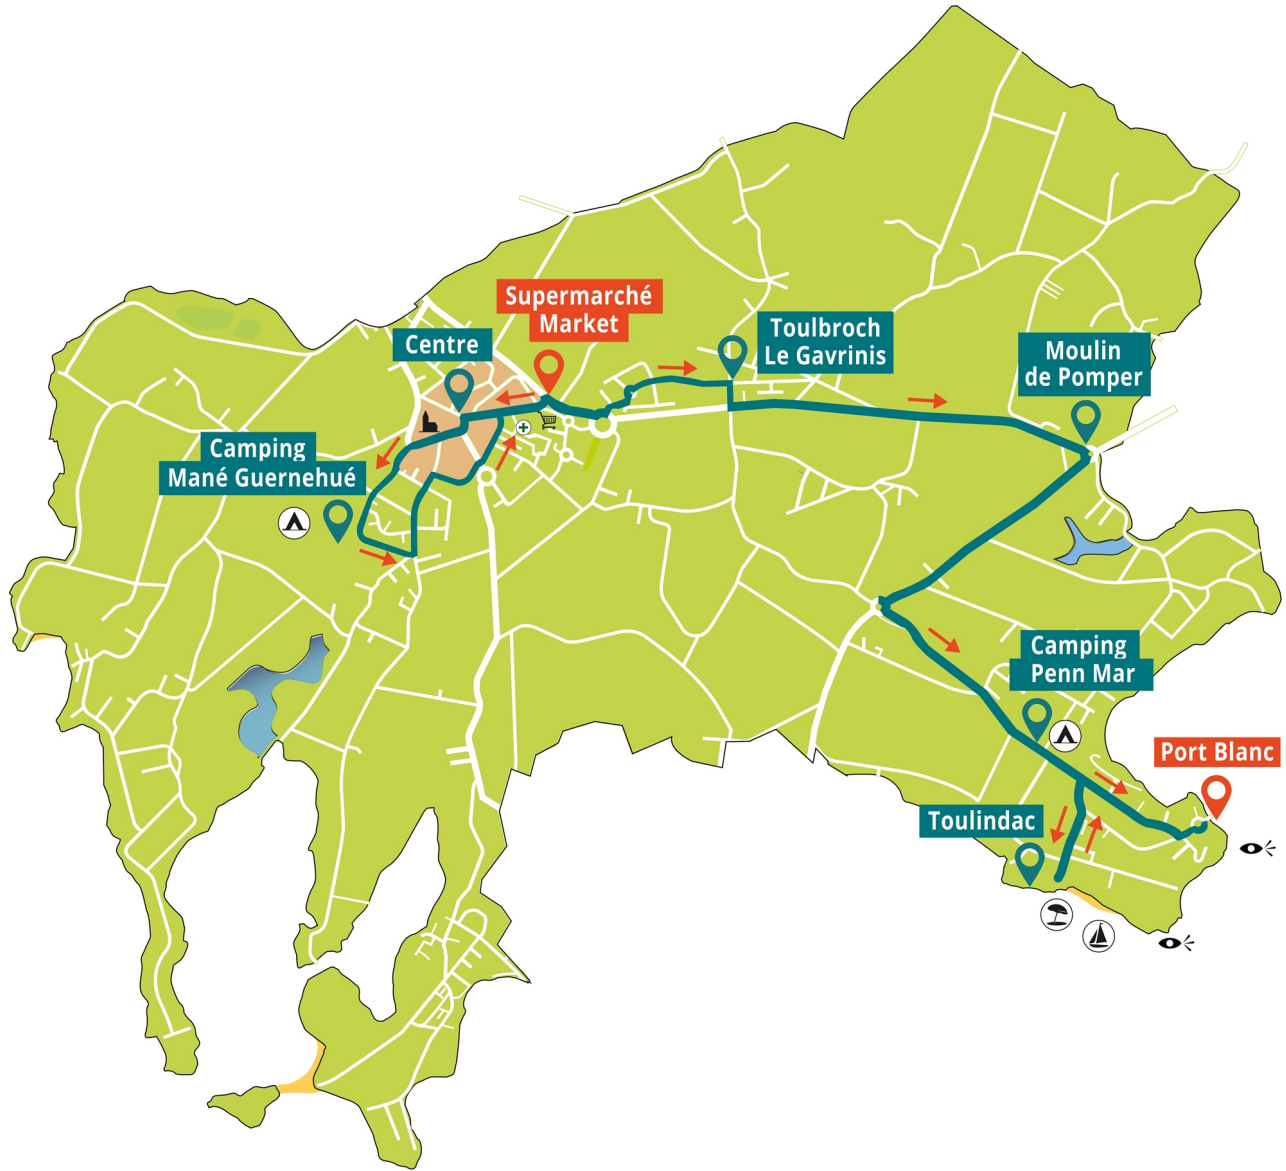 Supermarché
Market
Centre
Toulbroch
Le Gavrinis
Moulin
de Pomper
Camping
Mané Guernehué
Camping
Penn Mar
Port Blanc
Toulindac